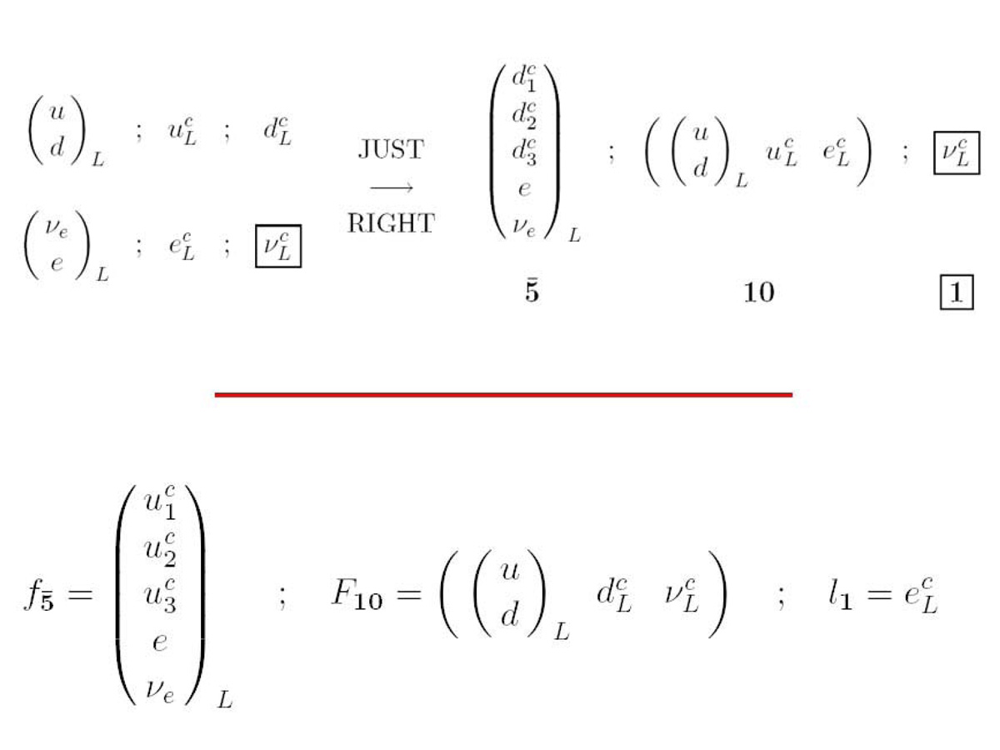 ( u d )_L ; u^c_L ; d^c_L
( ν_e e )_L ; e^c_L ; ν^c_L
JUST
⟶
RIGHT
( d^c_1 d^c_2 d^c_3 e ν_e )_L ; ( ( u d )_L u^c_L e^c_L ) ; ν^c_L
5̄ 10 1
f_5̄ = ( u^c_1 u^c_2 u^c_3 e ν_e )_L ; F_10 = ( ( u d )_L d^c_L ν^c_L ) ; l_1 = e^c_L